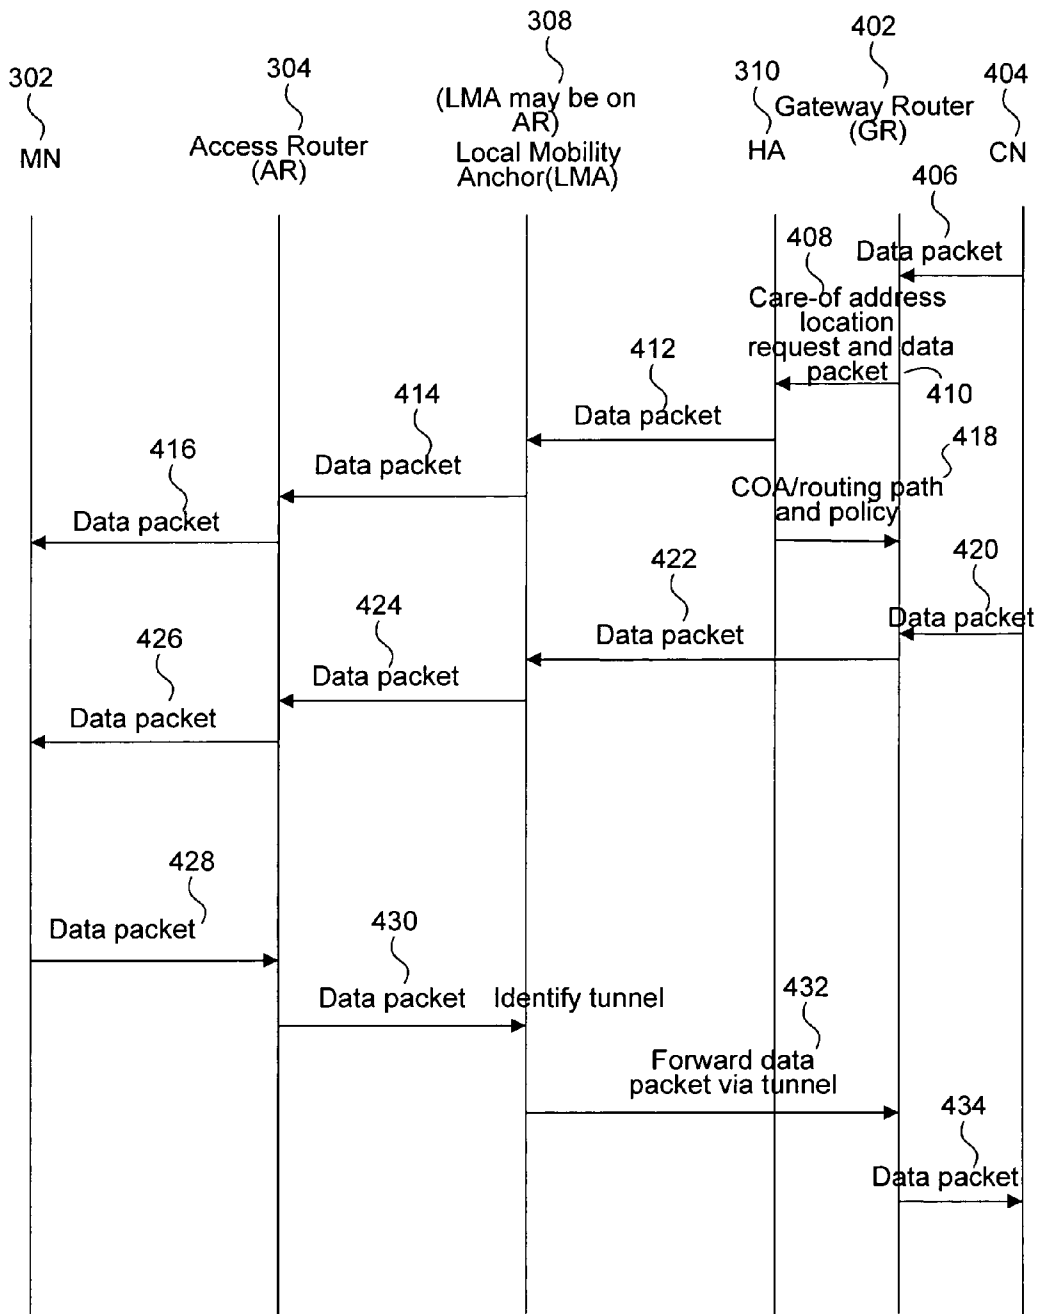 308
402
304
310
404
302
(LMA may be on
AR)
Local Mobility
Anchor(LMA)
Gateway Router
(GR)
Access Router
(AR)
HA
CN
MN
406
408
Data packet
Care-of address
location
request and data
packet
410
412
Data packet
414
Data packet
416
Data packet
418
COA/routing path
and policy
420
Data packet
422
Data packet
424
Data packet
426
Data packet
428
Data packet
430
Data packet
Identify tunnel
432
Forward data
packet via tunnel
434
Data packet